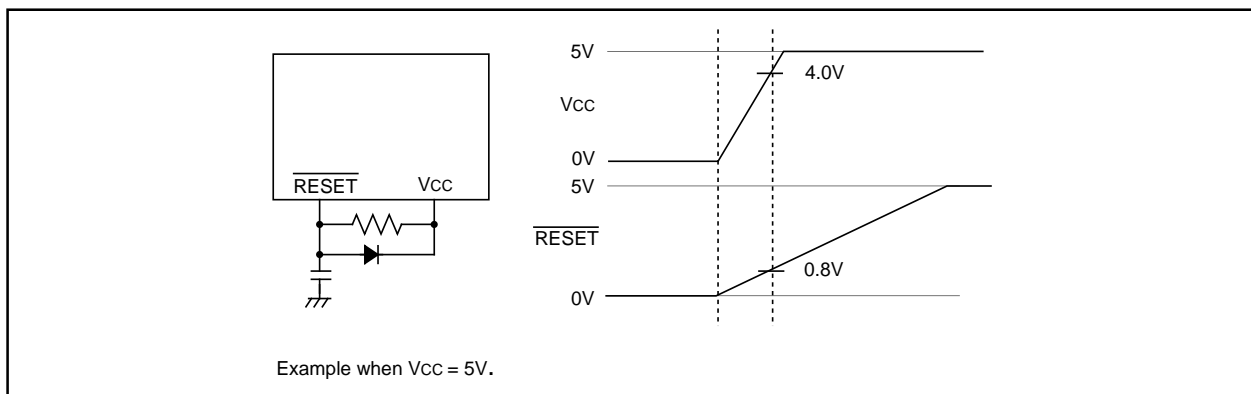 RESET
VCC
5V
4.0V
VCC
0V
5V
RESET
0.8V
0V
Example when VCC = 5V.